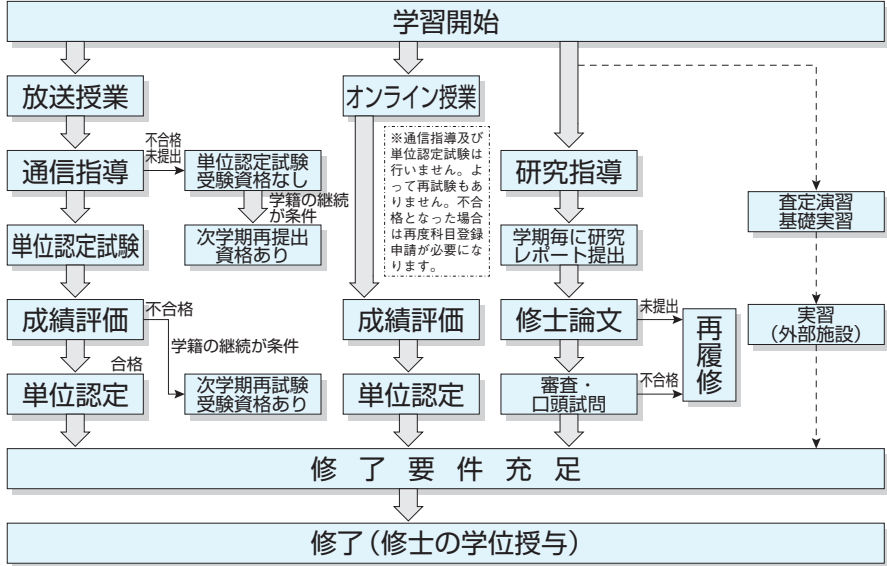 学習開始
放送授業
通信指導
不合格
未提出
単位認定試験
受験資格なし
学籍の継続
が条件
次学期再提出
資格あり
単位認定試験
成績評価
不合格
学籍の継続が条件
合格
単位認定
次学期再試験
受験資格あり
オンライン授業
※通信指導及び
単位認定試験は
行いません。よ
って再試験もあ
りません。不合
格となった場合
は再度科目登録
申請が必要にな
ります。
成績評価
単位認定
研究指導
学期毎に研究
レポート提出
修士論文
未提出
審査・
口頭試問
不合格
再履修
査定演習
基礎実習
実習
（外部施設）
修了要件充足
修了（修士の学位授与）